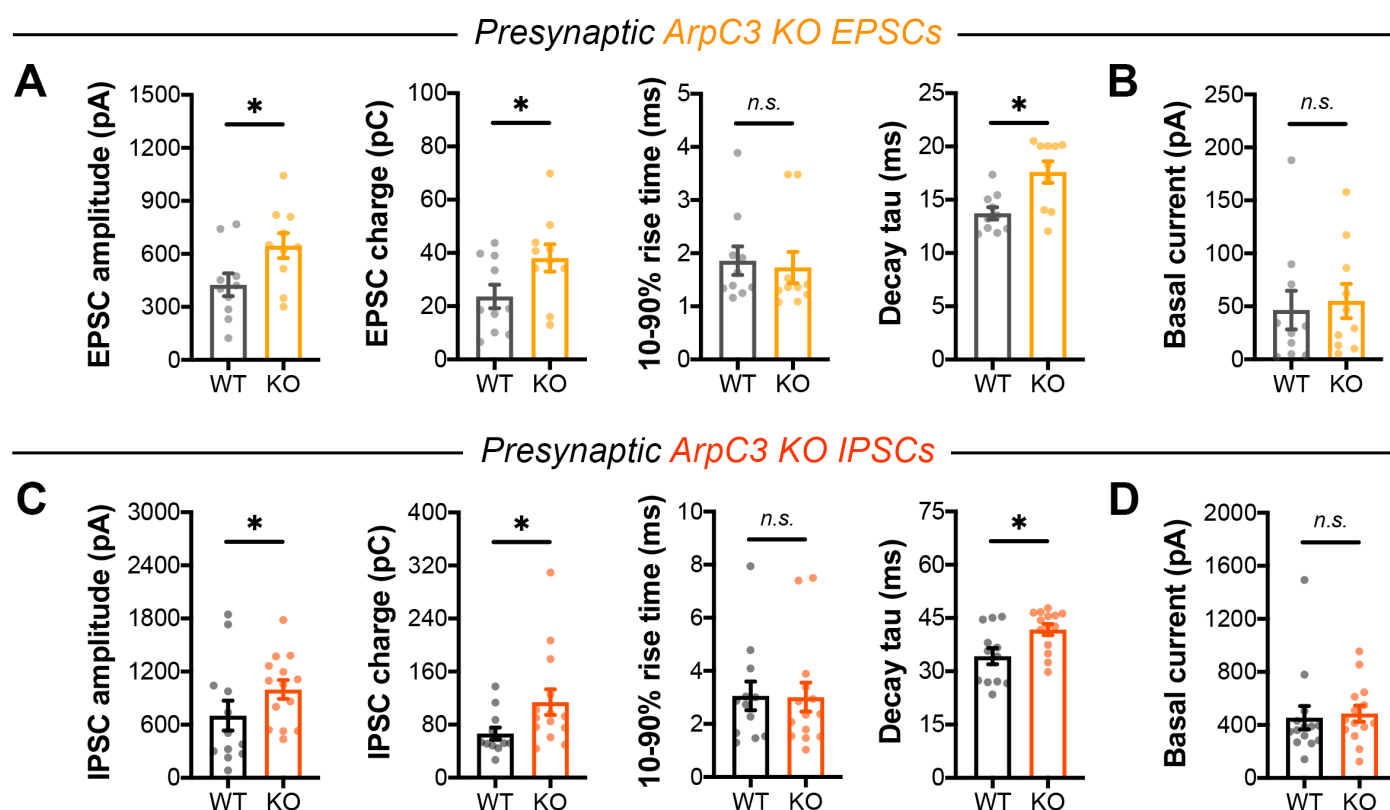 Presynaptic ArpC3 KO EPSCs
A
EPSC amplitude (pA)
1500
1200
900
600
300
0
*
WT KO
EPSC charge (pC)
100
80
60
40
20
0
*
WT KO
10-90% rise time (ms)
5
4
3
2
1
0
n.s.
WT KO
Decay tau (ms)
25
20
15
10
5
0
*
WT KO
B
Basal current (pA)
250
200
150
100
50
0
n.s.
WT KO
Presynaptic ArpC3 KO IPSCs
C
IPSC amplitude (pA)
3000
2400
1800
1200
600
0
*
WT KO
IPSC charge (pC)
400
320
240
160
80
0
*
WT KO
10-90% rise time (ms)
10
8
6
4
2
0
n.s.
WT KO
Decay tau (ms)
75
60
45
30
15
0
*
WT KO
D
Basal current (pA)
2000
1600
1200
800
400
0
n.s.
WT KO